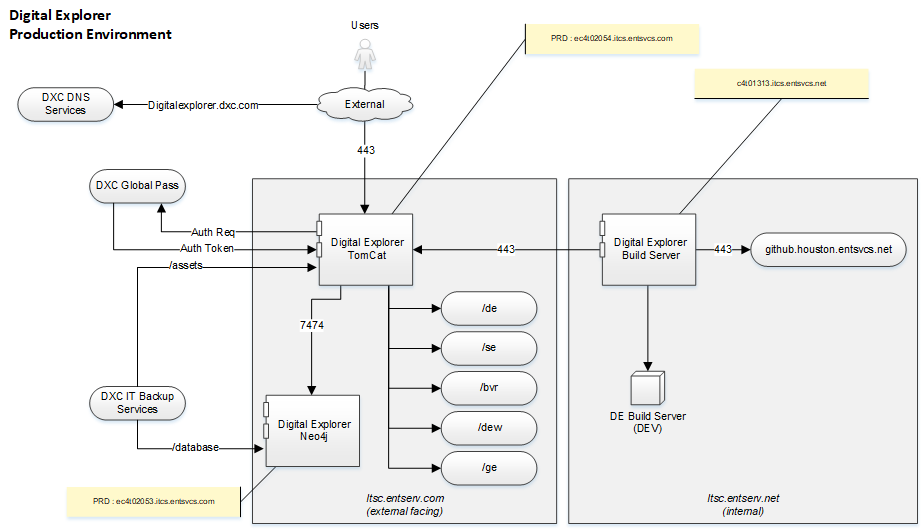 Digital Explorer
Production Environment
Users
PRD : ec4t02054.itcs.entsvcs.com
c4t01313.itcs.entsvcs.net
DXC DNS
Services
Digitalexplorer.dxc.com
External
443
DXC Global Pass
Auth Req
Auth Token
/assets
Digital Explorer
TomCat
443
Digital Explorer
Build Server
443
github.houston.entsvcs.net
7474
/de
/se
/bvr
/dew
/ge
DE Build Server
(DEV)
DXC IT Backup
Services
/database
Digital Explorer
Neo4j
PRD : ec4t02053.itcs.entsvcs.com
ltsc.entserv.com
(external facing)
ltsc.entserv.net
(internal)